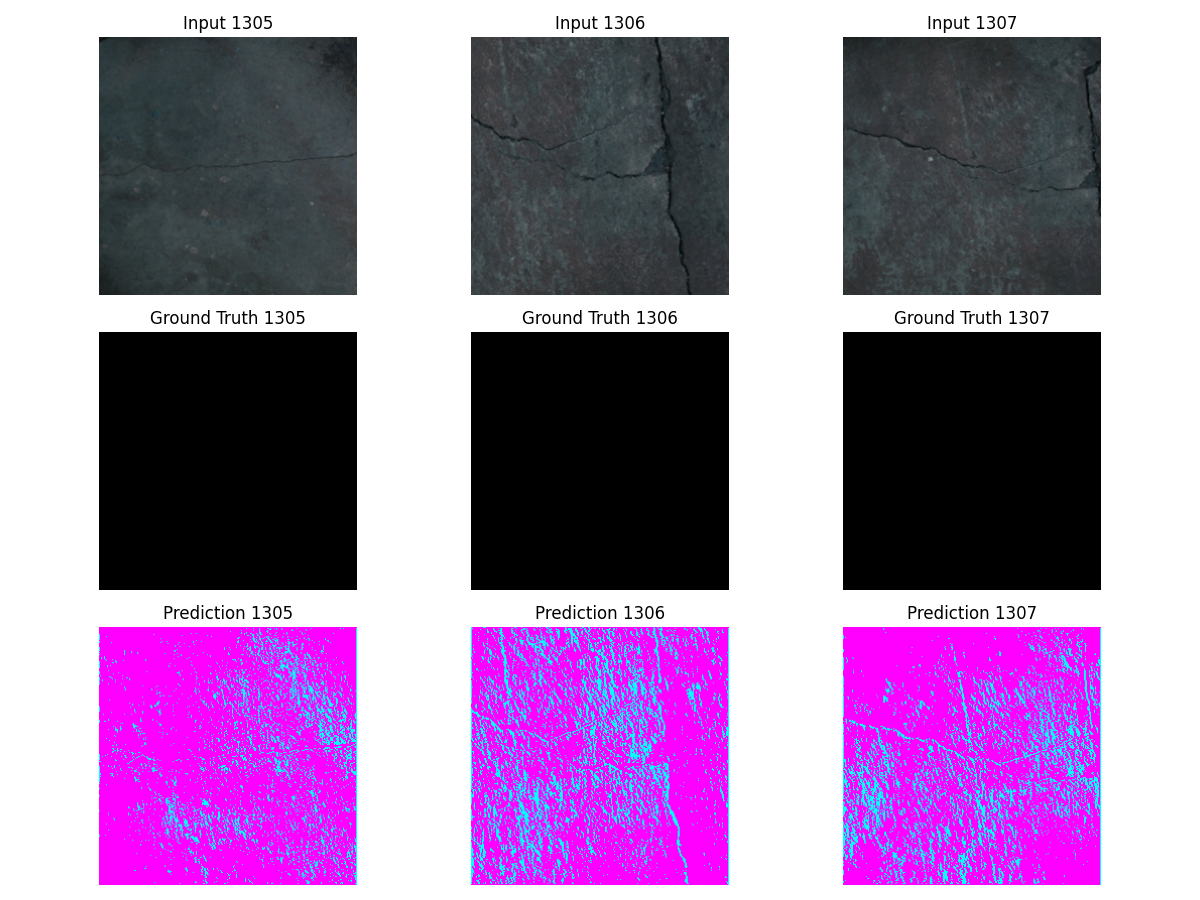 Input 1305
Input 1306
Input 1307
Ground Truth 1305
Ground Truth 1306
Ground Truth 1307
Prediction 1305
Prediction 1306
Prediction 1307